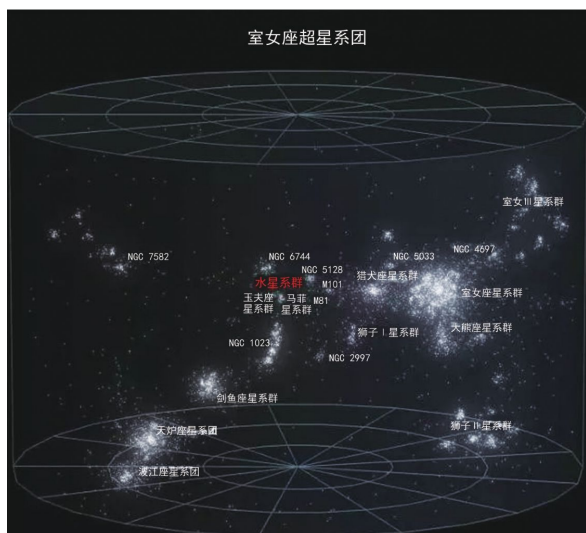 室女座超星系团
室女Ⅲ星系群
NGC 7582
NGC 6744
NGC 5033
NGC 4697
NGC 5128
水星系群
M101
猎犬座星系群
室女座星系群
玉夫座
星系群
马菲
星系群
M81
大熊座星系群
狮子Ⅰ星系群
NGC 1023
NGC 2997
剑鱼座星系群
狮子Ⅱ星系群
天炉座星系团
波江座星系团